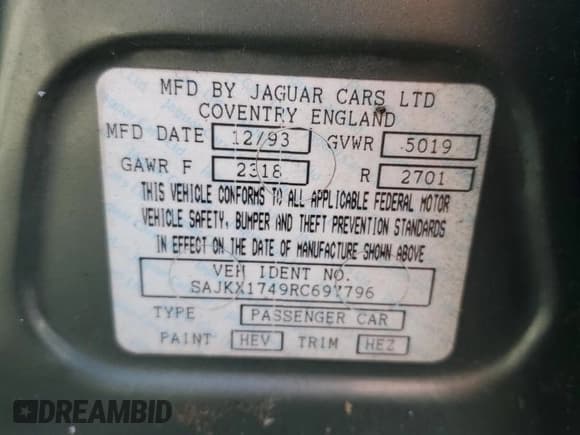 MFD BY JAGUAR CARS LTD
COVENTRY ENGLAND
MFD DATE 12/93 GVWR 5019
GAWR F 2318 R 2701
THIS VEHICLE CONFORMS TO ALL APPLICABLE FEDERAL MOTOR
VEHICLE SAFETY, BUMPER AND THEFT PREVENTION STANDARDS
IN EFFECT ON THE DATE OF MANUFACTURE SHOWN ABOVE
VEH IDENT NO.
TYPE PASSENGER CAR
PAINT HEV TRIM HEZ
DREAMBID